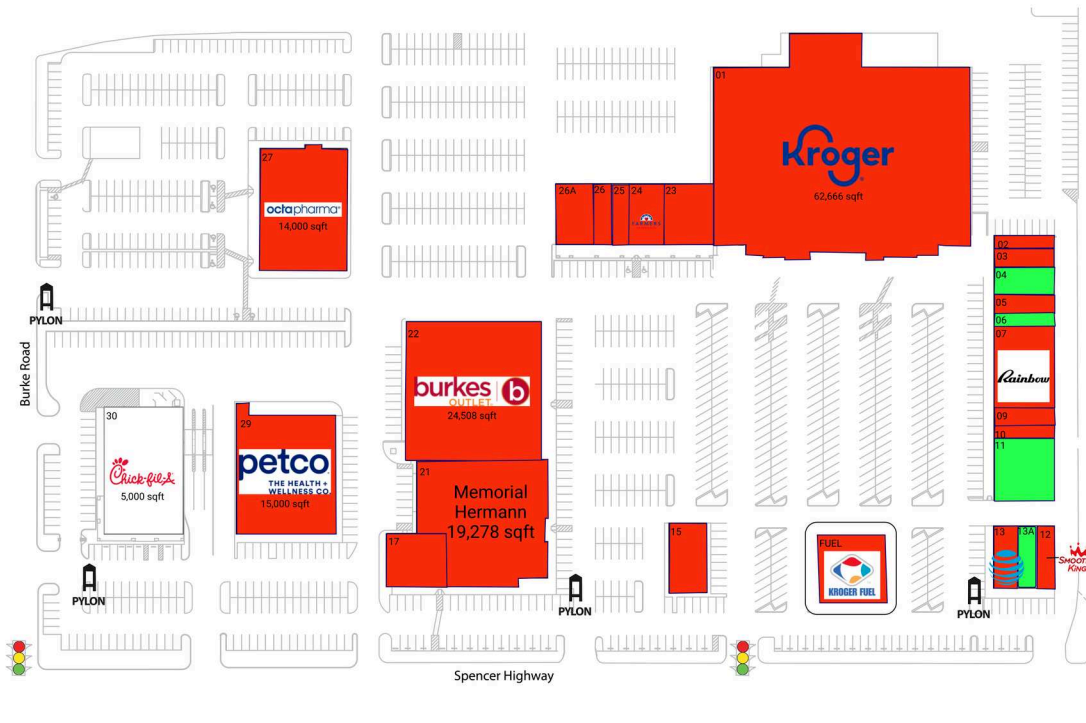 01
Kroger
62,666 sqft
27
octapharma
14,000 sqft
26A
26
25
24
23
FARMERS
02
03
04
05
06
07
Rainbow
09
10
11
PYLON
Burke Road
22
burkes b
OUTLET
24,508 sqft
30
Chick-fil-A
5,000 sqft
29
petco
THE HEALTH +
WELLNESS CO.
15,000 sqft
21
Memorial
Hermann
19,278 sqft
17
15
FUEL
KROGER FUEL
13
13A
12
SMOOTH
KING
PYLON
PYLON
PYLON
Spencer Highway